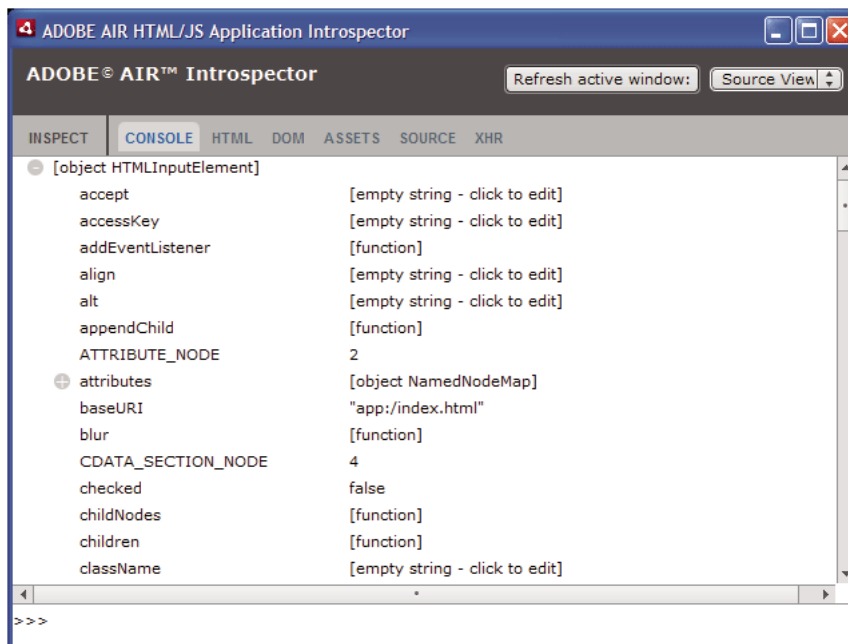 ADOBE AIR HTML/JS Application Introspector
ADOBE© AIR™ Introspector
Refresh active window:
Source View
INSPECT CONSOLE HTML DOM ASSETS SOURCE XHR
[object HTMLInputElement]
accept [empty string - click to edit]
accessKey [empty string - click to edit]
addEventListener [function]
align [empty string - click to edit]
alt [empty string - click to edit]
appendChild [function]
ATTRIBUTE_NODE 2
attributes [object NamedNodeMap]
baseURI "app:/index.html"
blur [function]
CDATA_SECTION_NODE 4
checked false
childNodes [function]
children [function]
className [empty string - click to edit]
>>>